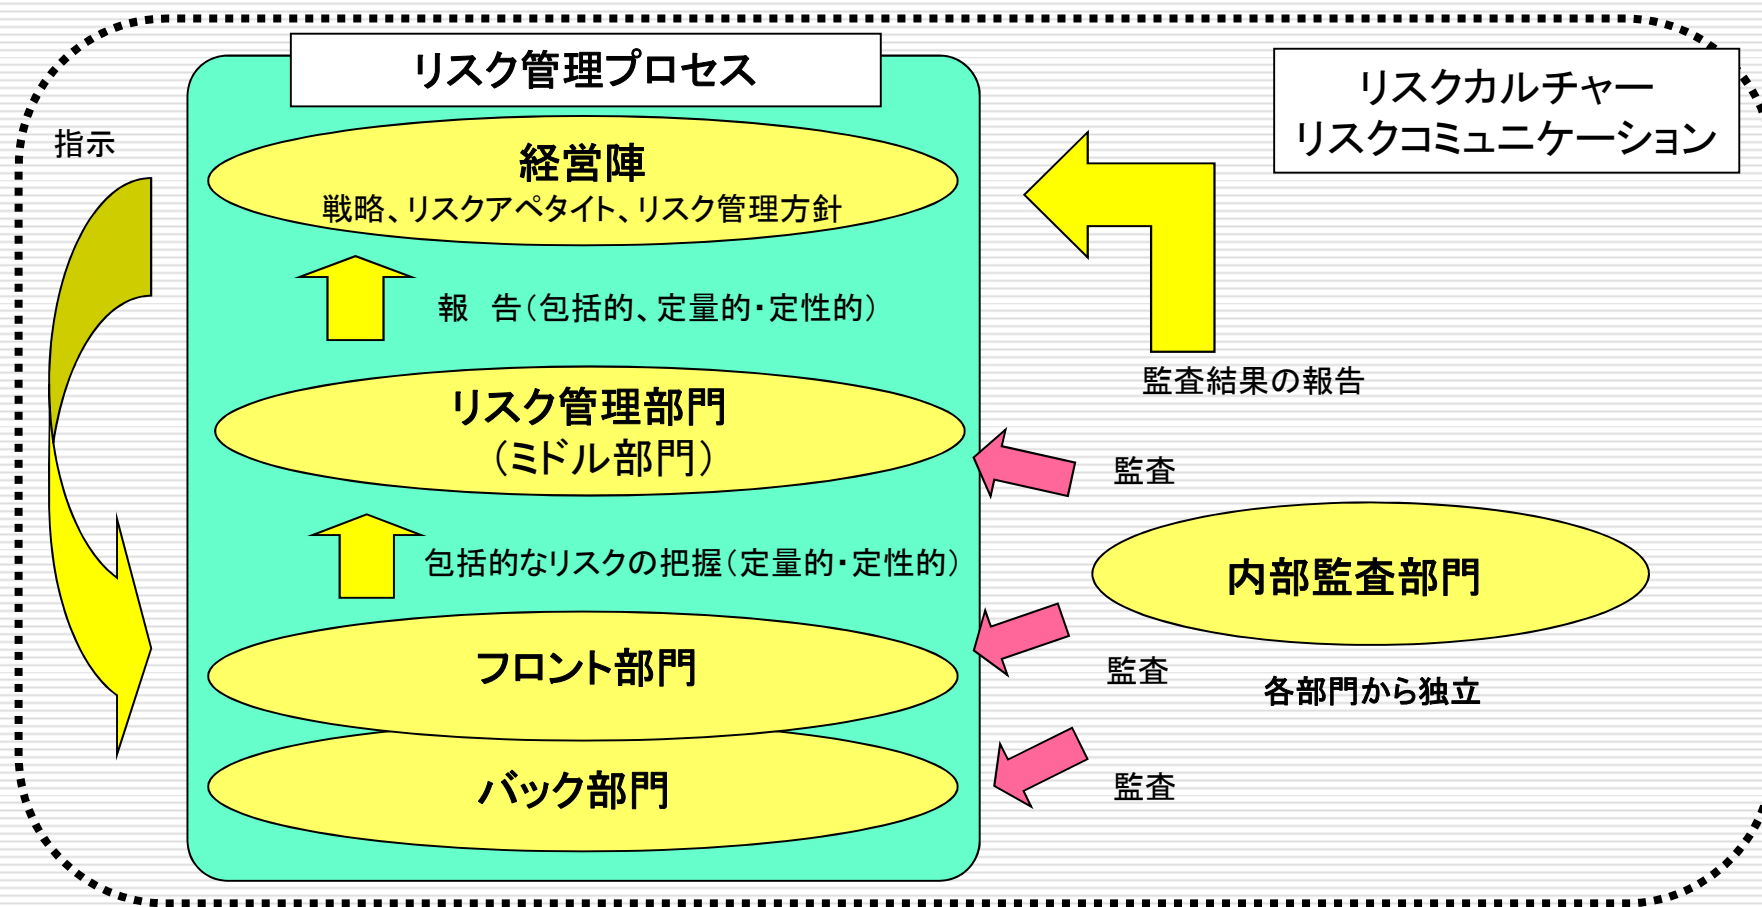 リスク管理プロセス
リスクカルチャー
リスクコミュニケーション
指示
経営陣
戦略、リスクアペタイト、リスク管理方針
報　告（包括的、定量的・定性的）
監査結果の報告
リスク管理部門
（ミドル部門）
監査
包括的なリスクの把握（定量的・定性的）
内部監査部門
フロント部門
監査
各部門から独立
バック部門
監査